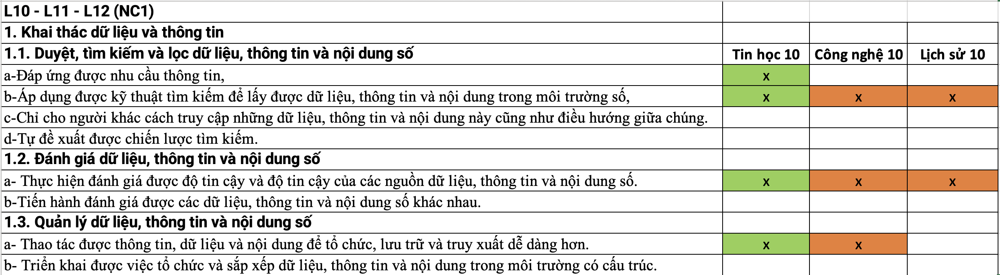 L10 - L11 - L12 (NC1)
1. Khai thác dữ liệu và thông tin
1.1. Duyệt, tìm kiếm và lọc dữ liệu, thông tin và nội dung số Tin học 10 Công nghệ 10 Lịch sử 10
a-Đáp ứng được nhu cầu thông tin, x
b-Áp dụng được kỹ thuật tìm kiếm để lấy được dữ liệu, thông tin và nội dung trong môi trường số, x x x
c-Chỉ cho người khác cách truy cập những dữ liệu, thông tin và nội dung này cũng như điều hướng giữa chúng.
d-Tự đề xuất được chiến lược tìm kiếm.
1.2. Đánh giá dữ liệu, thông tin và nội dung số
a- Thực hiện đánh giá được độ tin cậy và độ tin cậy của các nguồn dữ liệu, thông tin và nội dung số. x x x
b-Tiến hành đánh giá được các dữ liệu, thông tin và nội dung số khác nhau.
1.3. Quản lý dữ liệu, thông tin và nội dung số
a- Thao tác được thông tin, dữ liệu và nội dung để tổ chức, lưu trữ và truy xuất dễ dàng hơn. x x
b- Triển khai được việc tổ chức và sắp xếp dữ liệu, thông tin và nội dung trong môi trường có cấu trúc.